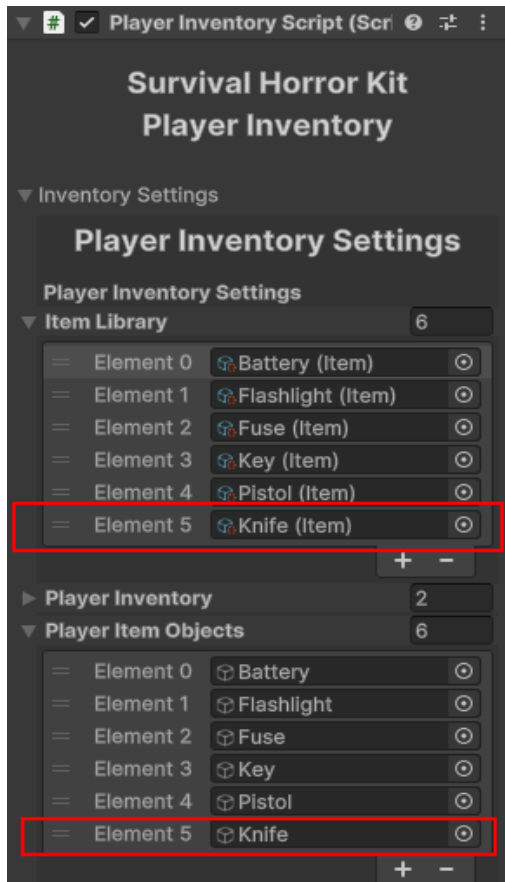 # Player Inventory Script (Scri
Survival Horror Kit
Player Inventory
Inventory Settings
Player Inventory Settings
Player Inventory Settings
Item Library 6
Element 0 Battery (Item)
Element 1 Flashlight (Item)
Element 2 Fuse (Item)
Element 3 Key (Item)
Element 4 Pistol (Item)
Element 5 Knife (Item)
+ −
Player Inventory 2
Player Item Objects 6
Element 0 Battery
Element 1 Flashlight
Element 2 Fuse
Element 3 Key
Element 4 Pistol
Element 5 Knife
+ −